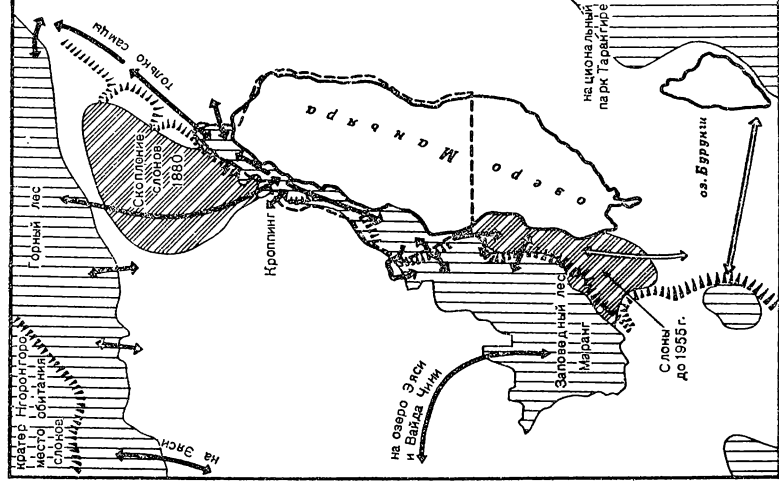 кратер Нгоронгоро
место обитания
слонов
Горный лес
на Эяси
Скопление
слонов
1880
только самцы
Кроппинг
озеро Маньяра
на озеро Эяси
и Вайда Чини
Заповедный лес
Маранг
Слоны
до 1955 г.
национальный
парк Тарангире
оз. Бурунги